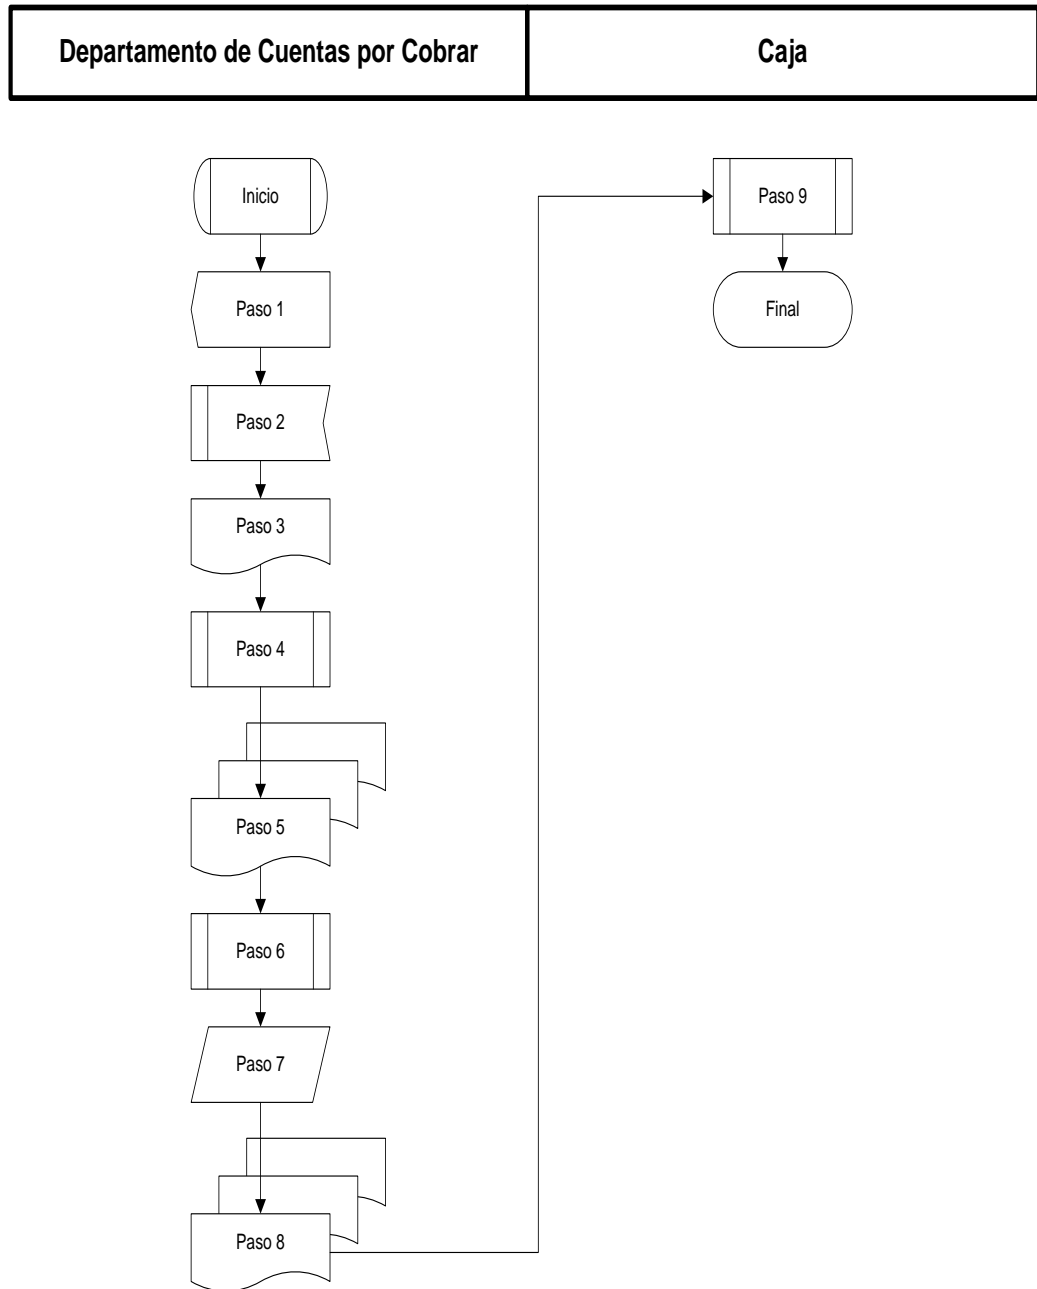 Departamento de Cuentas por Cobrar
Caja
Inicio
Paso 1
Paso 2
Paso 3
Paso 4
Paso 5
Paso 6
Paso 7
Paso 8
Paso 9
Final